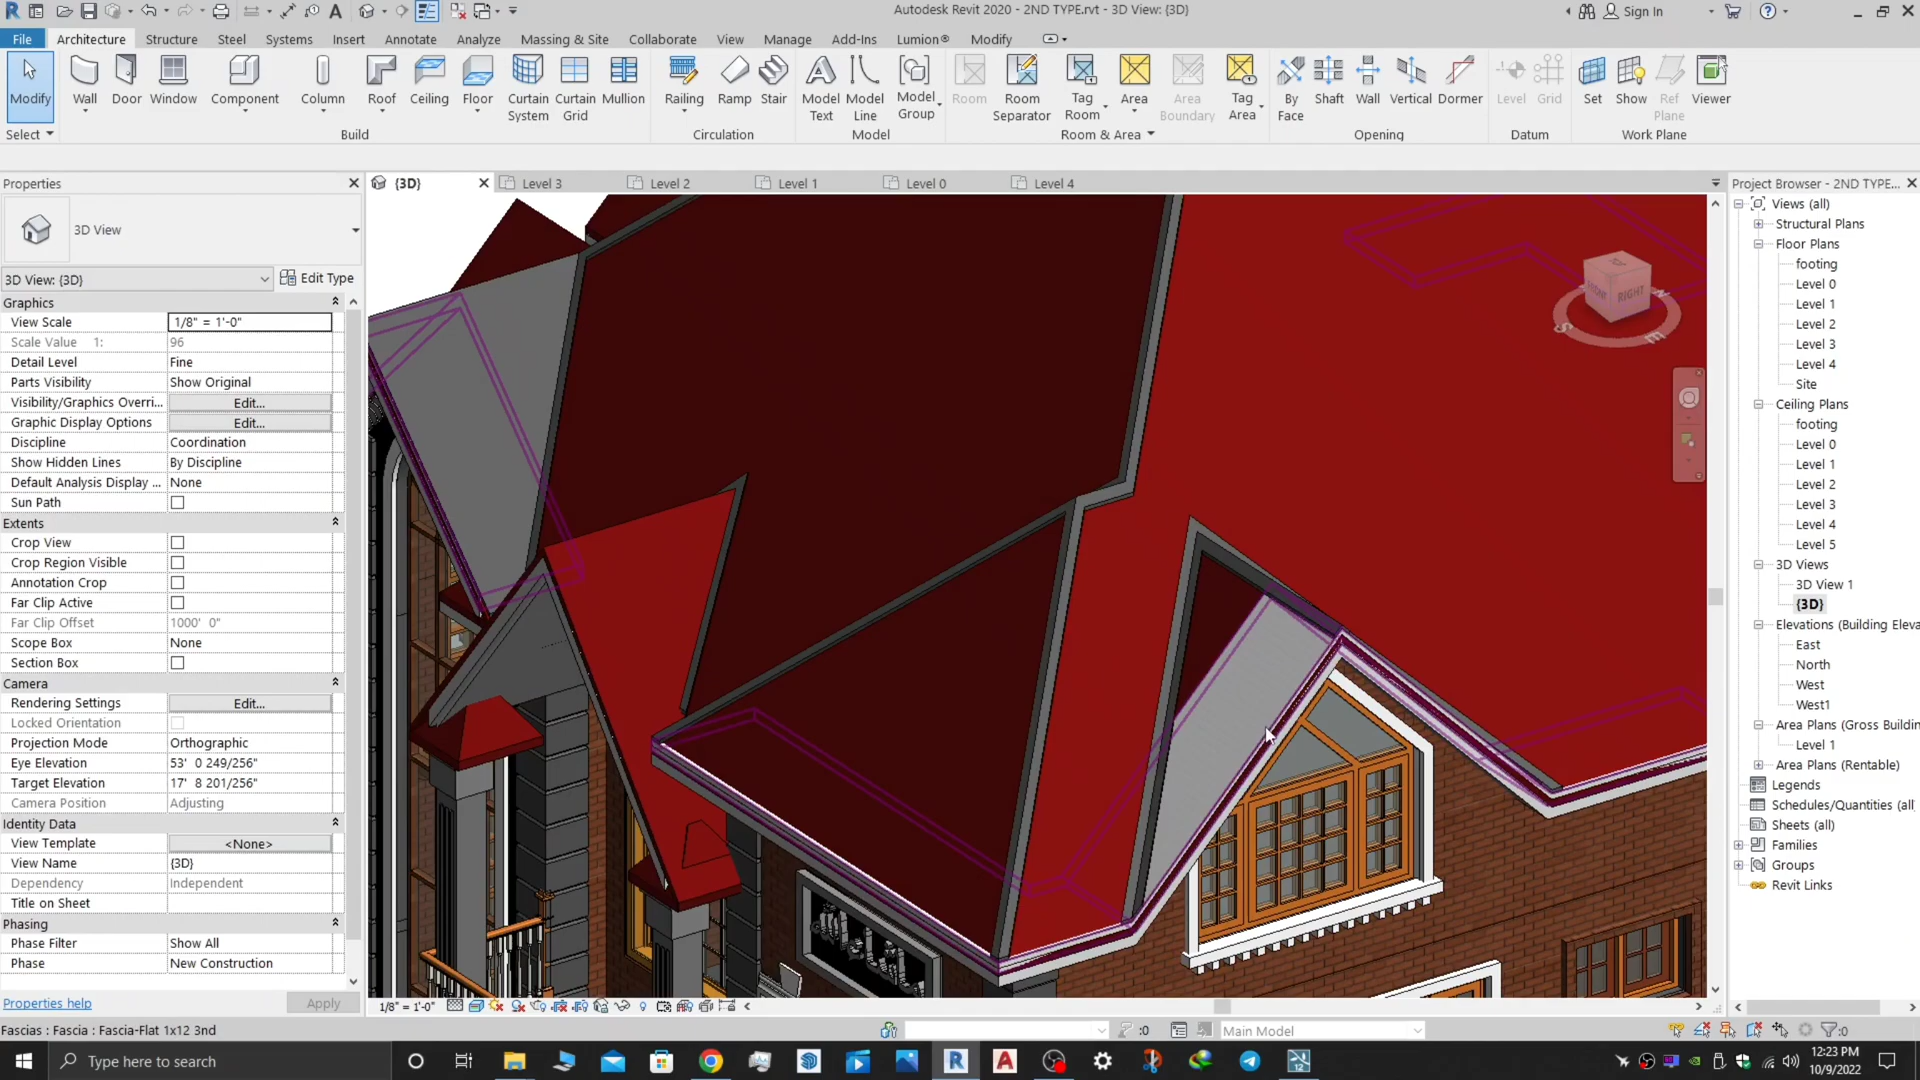 Autodesk Revit 2020 - 2ND TYPE.rvt - 3D View: {3D}
Sign In
File Architecture Structure Steel Systems Insert Annotate Analyze Massing & Site Collaborate View Manage Add-Ins Lumion® Modify
Modify Wall Door Window Component Column Roof Ceiling Floor Curtain System Curtain Grid Mullion Railing Ramp Stair Model Text Model Line Model Group Room Room Separator Tag Room Area Area Boundary Tag Area By Face Shaft Wall Vertical Dormer Level Grid Set Show Ref Plane Viewer
Select Build Circulation Model Room & Area Opening Datum Work Plane
Properties
{3D} Level 3 Level 2 Level 1 Level 0 Level 4
3D View
3D View: {3D} Edit Type
Graphics
View Scale 1/8" = 1'-0"
Scale Value 1: 96
Detail Level Fine
Parts Visibility Show Original
Visibility/Graphics Overri... Edit...
Graphic Display Options Edit...
Discipline Coordination
Show Hidden Lines By Discipline
Default Analysis Display ... None
Sun Path
Extents
Crop View
Crop Region Visible
Annotation Crop
Far Clip Active
Far Clip Offset 1000' 0"
Scope Box None
Section Box
Camera
Rendering Settings Edit...
Locked Orientation
Projection Mode Orthographic
Eye Elevation 53' 0 249/256"
Target Elevation 17' 8 201/256"
Camera Position Adjusting
Identity Data
View Template <None>
View Name {3D}
Dependency Independent
Title on Sheet
Phasing
Phase Filter Show All
Phase New Construction
Properties help Apply
FRONT RIGHT
S E
Project Browser - 2ND TYPE...
Views (all)
Structural Plans
Floor Plans
footing
Level 0
Level 1
Level 2
Level 3
Level 4
Site
Ceiling Plans
footing
Level 0
Level 1
Level 2
Level 3
Level 4
Level 5
3D Views
3D View 1
{3D}
Elevations (Building Eleva
East
North
West
West1
Area Plans (Gross Buildin
Level 1
Area Plans (Rentable)
Legends
Schedules/Quantities (all
Sheets (all)
Families
Groups
Revit Links
1/8" = 1'-0"
Fascias : Fascia : Fascia-Flat 1x12 3nd
:0 Main Model :0
Type here to search
12:23 PM
10/9/2022